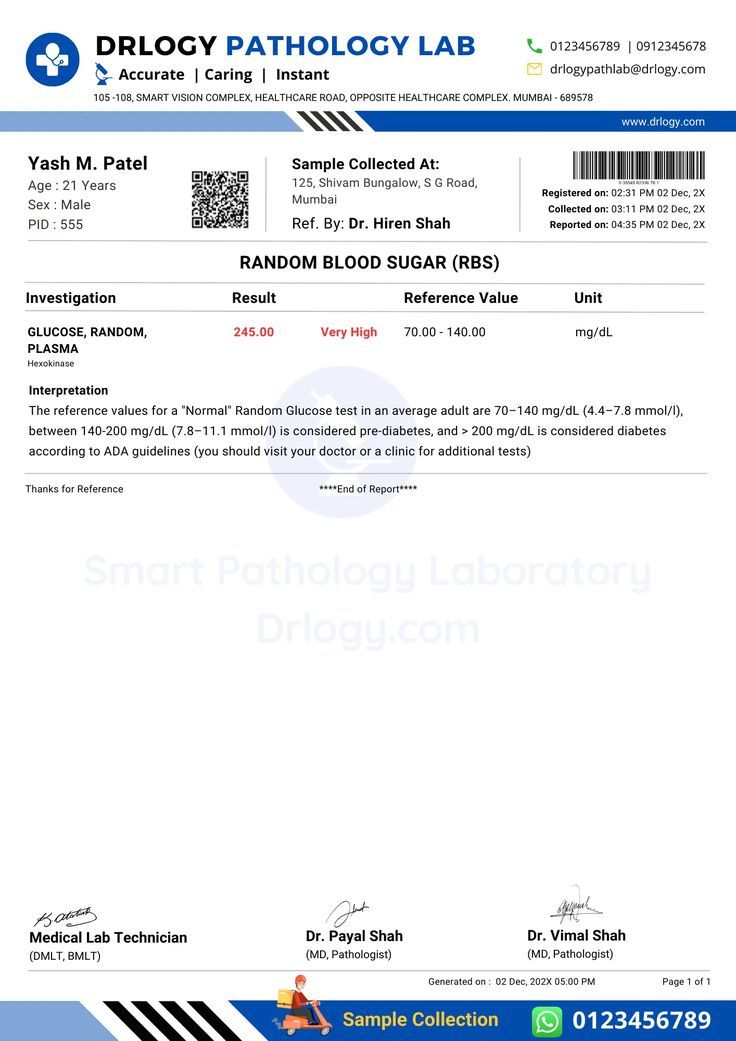 DRLOGY PATHOLOGY LAB
Accurate | Caring | Instant
0123456789 | 0912345678
drlogypathlab@drlogy.com
105 -108, SMART VISION COMPLEX, HEALTHCARE ROAD, OPPOSITE HEALTHCARE COMPLEX. MUMBAI - 689578
www.drlogy.com
Yash M. Patel
Age : 21 Years
Sex : Male
PID : 555
Sample Collected At:
125, Shivam Bungalow, S G Road,
Mumbai
Ref. By: Dr. Hiren Shah
Registered on: 02:31 PM 02 Dec, 2X
Collected on: 03:11 PM 02 Dec, 2X
Reported on: 04:35 PM 02 Dec, 2X
RANDOM BLOOD SUGAR (RBS)
Investigation Result Reference Value Unit
GLUCOSE, RANDOM, 245.00 Very High 70.00 - 140.00 mg/dL
PLASMA
Hexokinase
Interpretation
The reference values for a "Normal" Random Glucose test in an average adult are 70–140 mg/dL (4.4–7.8 mmol/l),
between 140-200 mg/dL (7.8–11.1 mmol/l) is considered pre-diabetes, and > 200 mg/dL is considered diabetes
according to ADA guidelines (you should visit your doctor or a clinic for additional tests)
Thanks for Reference ****End of Report****
Smart Pathology Laboratory
Drlogy.com
Medical Lab Technician
(DMLT, BMLT)
Dr. Payal Shah
(MD, Pathologist)
Dr. Vimal Shah
(MD, Pathologist)
Generated on : 02 Dec, 202X 05:00 PM Page 1 of 1
Sample Collection 0123456789